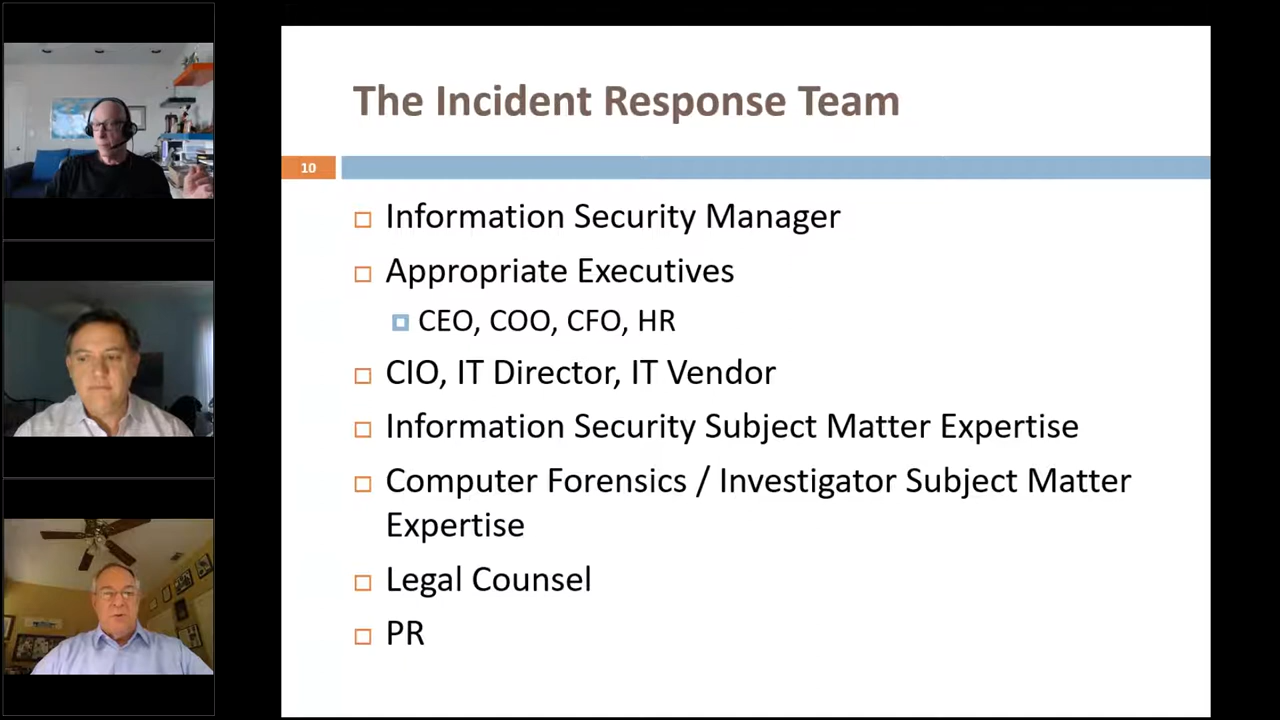 The Incident Response Team
10
Information Security Manager
Appropriate Executives
CEO, COO, CFO, HR
CIO, IT Director, IT Vendor
Information Security Subject Matter Expertise
Computer Forensics / Investigator Subject Matter
Expertise
Legal Counsel
PR